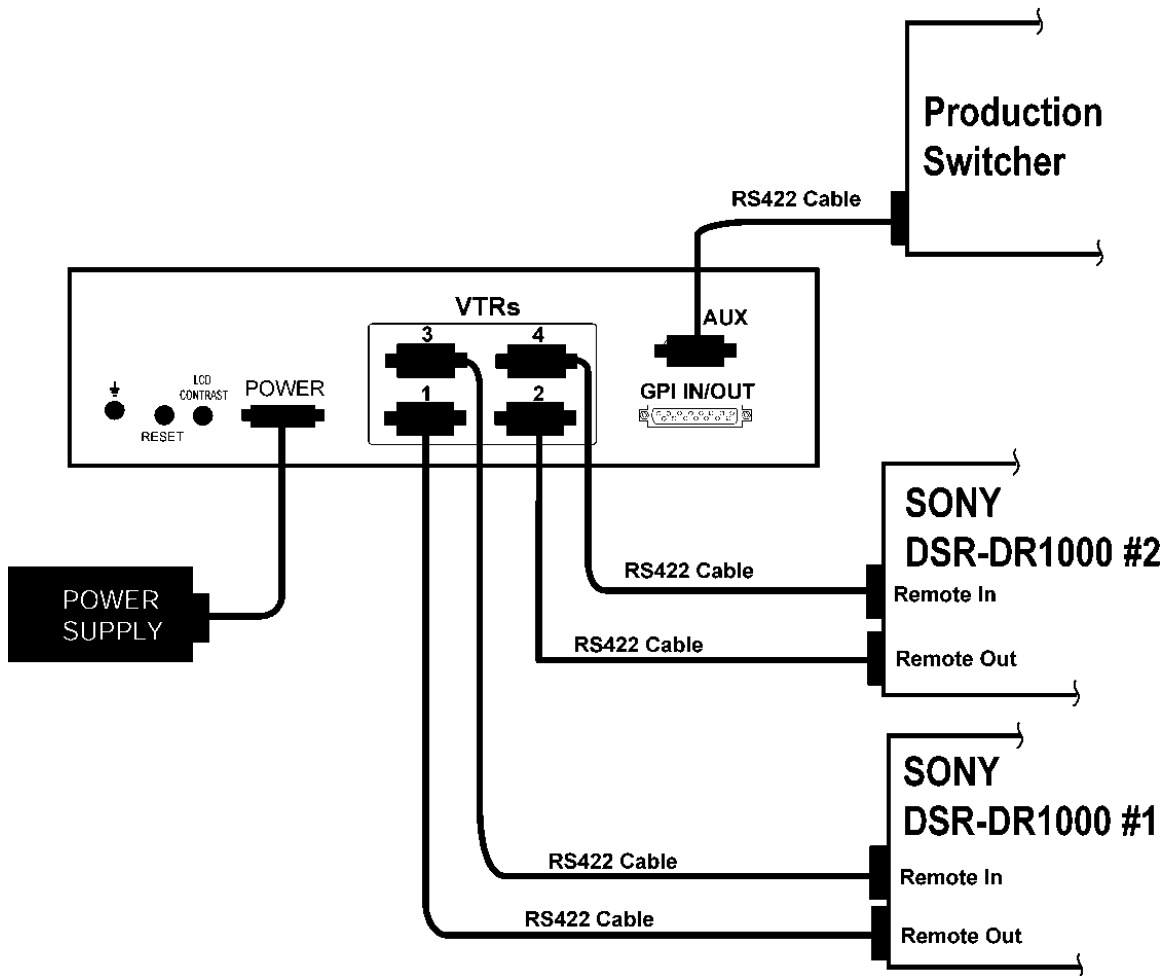 Production
Switcher
RS422 Cable
VTRs
AUX
3
4
LCD
CONTRAST
POWER
1
2
GPI IN/OUT
RESET
SONY
DSR-DR1000 #2
RS422 Cable
Remote In
POWER
SUPPLY
RS422 Cable
Remote Out
SONY
DSR-DR1000 #1
RS422 Cable
Remote In
RS422 Cable
Remote Out